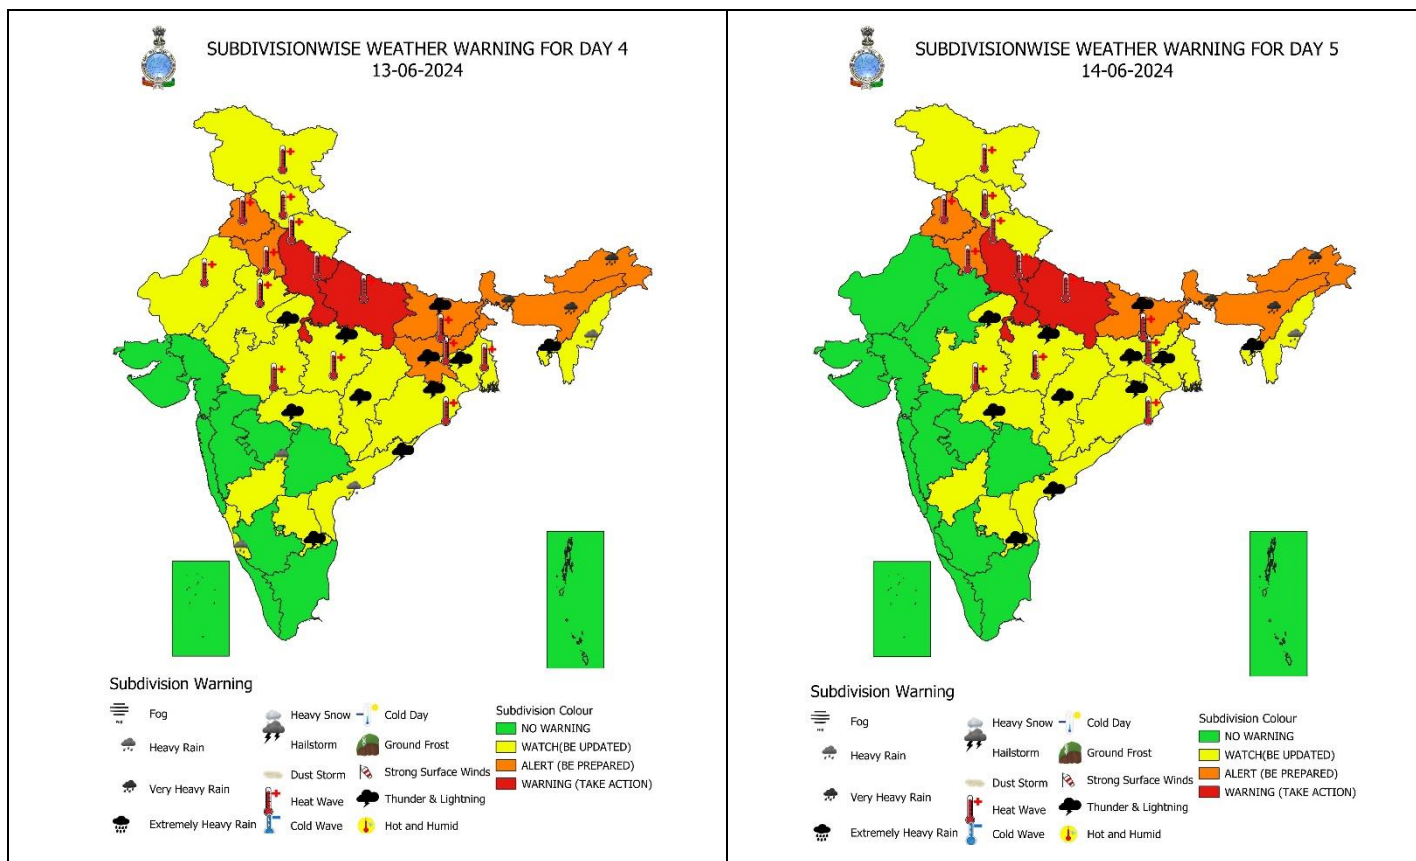 SUBDIVISIONWISE WEATHER WARNING FOR DAY 4
13-06-2024
Subdivision Warning
Fog
Heavy Rain
Very Heavy Rain
Extremely Heavy Rain
Heavy Snow
Hailstorm
Dust Storm
Heat Wave
Cold Wave
Cold Day
Ground Frost
Strong Surface Winds
Thunder & Lightning
Hot and Humid
Subdivision Colour
NO WARNING
WATCH(BE UPDATED)
ALERT (BE PREPARED)
WARNING (TAKE ACTION)
SUBDIVISIONWISE WEATHER WARNING FOR DAY 5
14-06-2024
Subdivision Warning
Fog
Heavy Rain
Very Heavy Rain
Extremely Heavy Rain
Heavy Snow
Hailstorm
Dust Storm
Heat Wave
Cold Wave
Cold Day
Ground Frost
Strong Surface Winds
Thunder & Lightning
Hot and Humid
Subdivision Colour
NO WARNING
WATCH(BE UPDATED)
ALERT (BE PREPARED)
WARNING (TAKE ACTION)